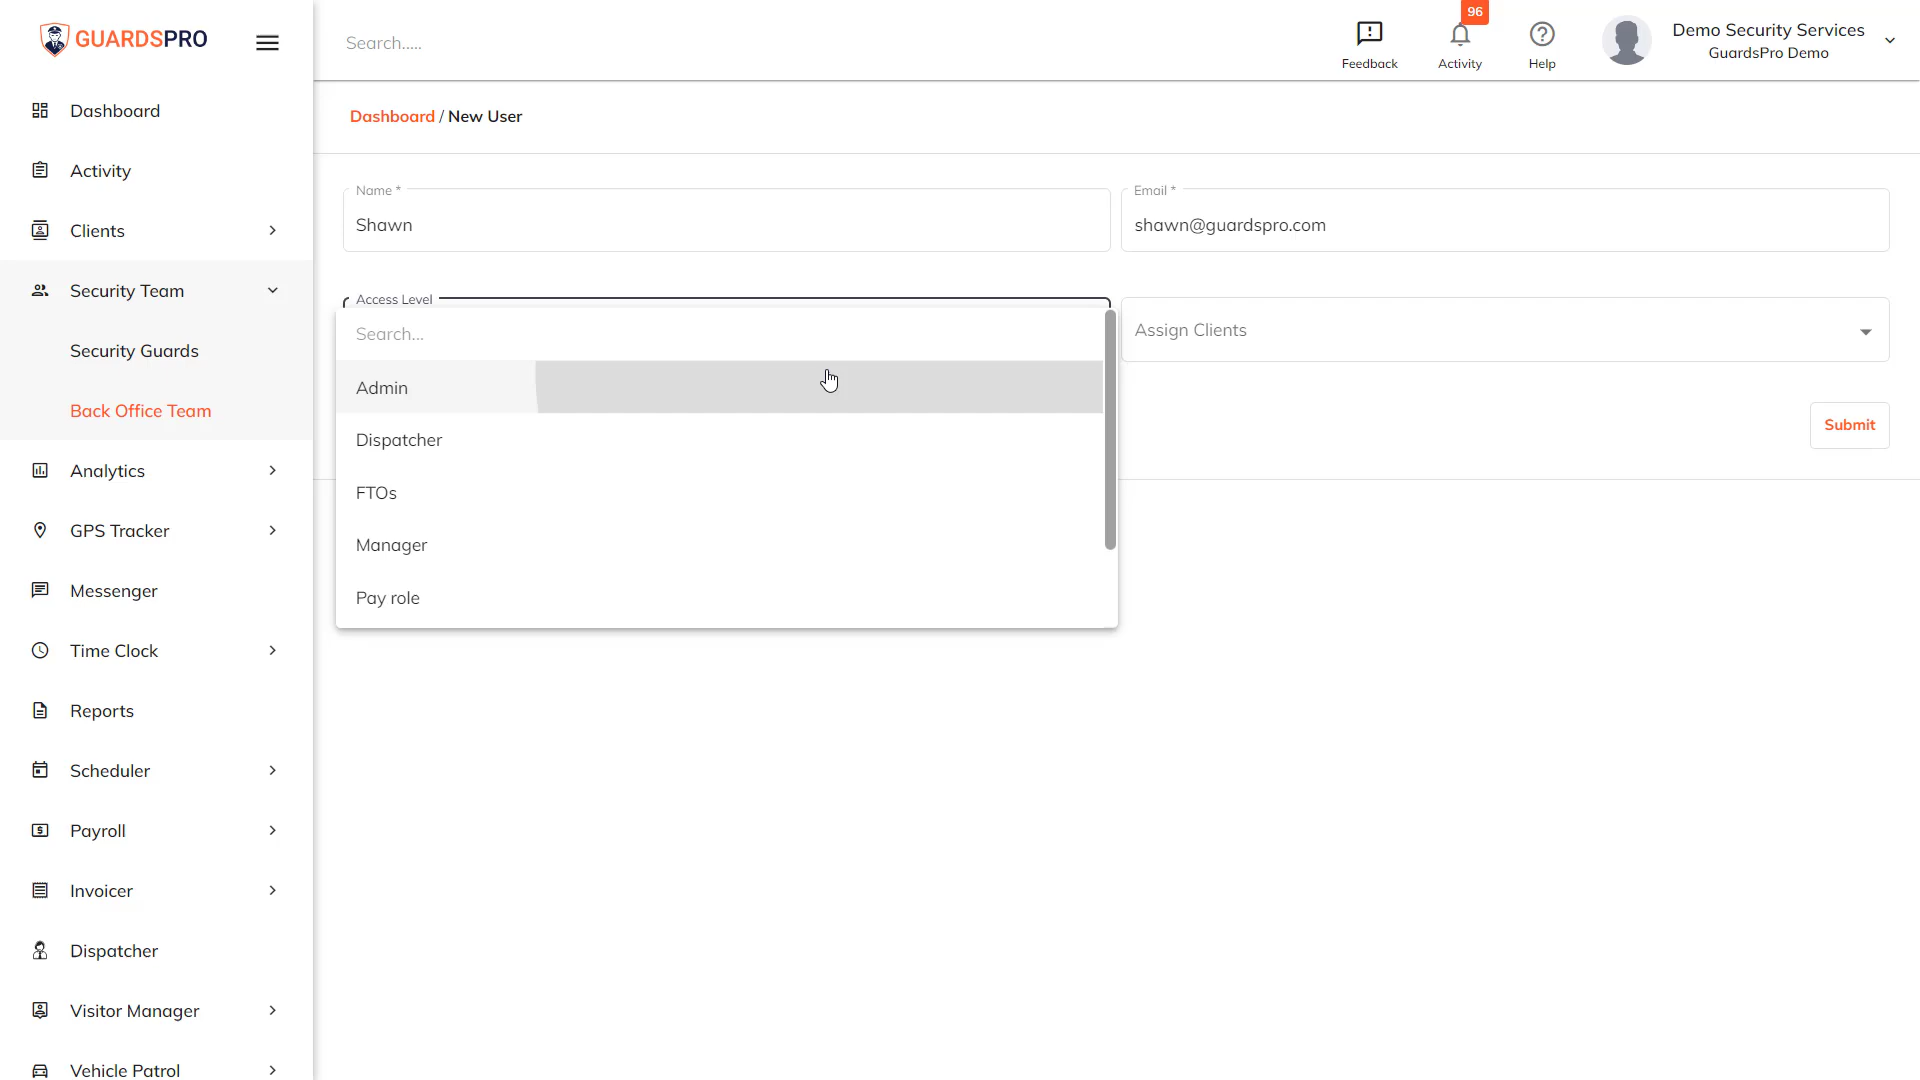 GUARDSPRO
Search.....
96
Feedback
Activity
Help
Demo Security Services
GuardsPro Demo
Dashboard
Activity
Clients
Security Team
Security Guards
Back Office Team
Analytics
GPS Tracker
Messenger
Time Clock
Reports
Scheduler
Payroll
Invoicer
Dispatcher
Visitor Manager
Vehicle Patrol
Dashboard / New User
Name *
Shawn
Email *
shawn@guardspro.com
Access Level
Search...
Admin
Dispatcher
FTOs
Manager
Pay role
Assign Clients
Submit